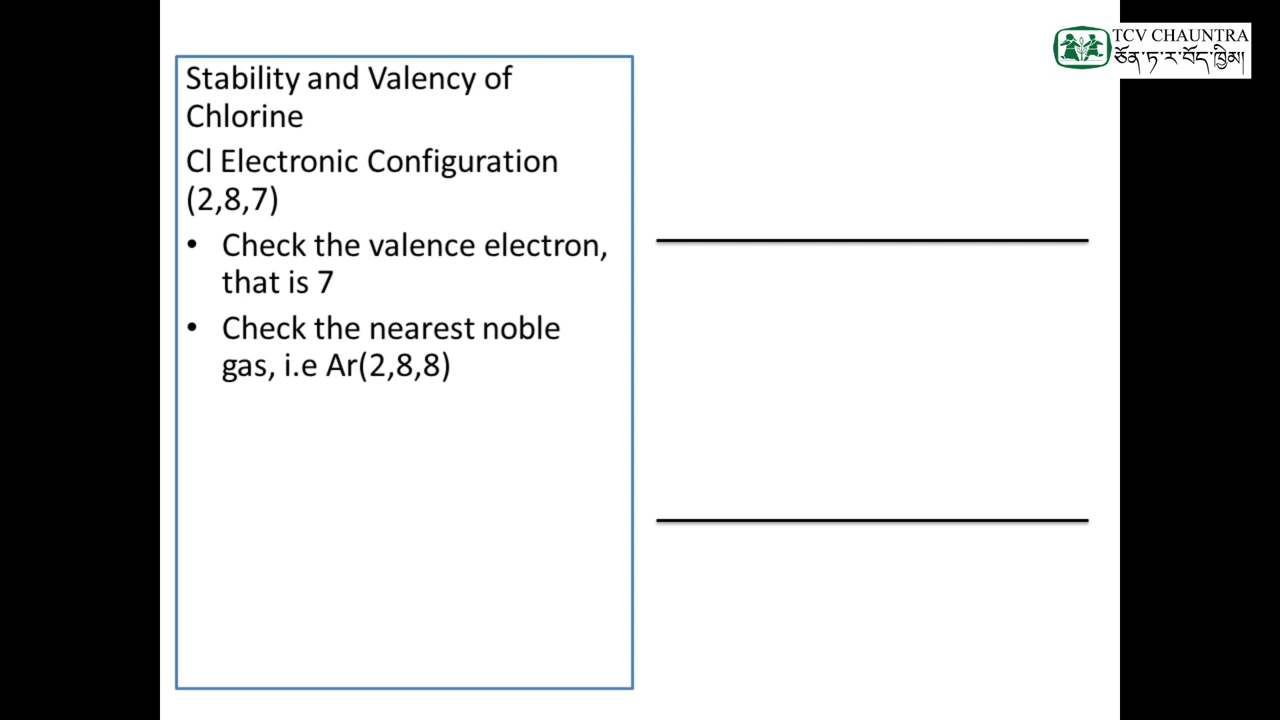 Stability and Valency of
Chlorine
Cl Electronic Configuration
(2,8,7)
• Check the valence electron,
that is 7
• Check the nearest noble
gas, i.e Ar(2,8,8)
TCV CHAUNTRA
ཅོན་ཏ་ར་བོད་ཁྱིམ།